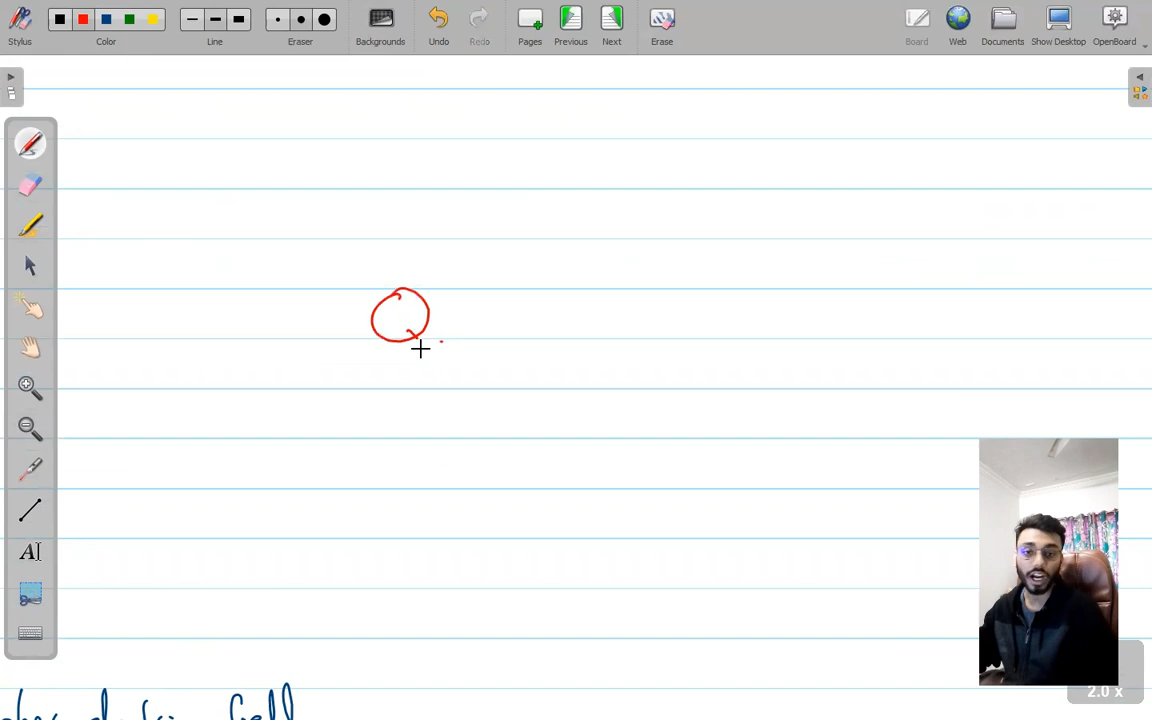 Stylus
Color
Line
Eraser
Backgrounds
Undo
Redo
Pages
Previous
Next
Erase
Board
Web
Documents
Show Desktop
OpenBoard
A
2.0 x